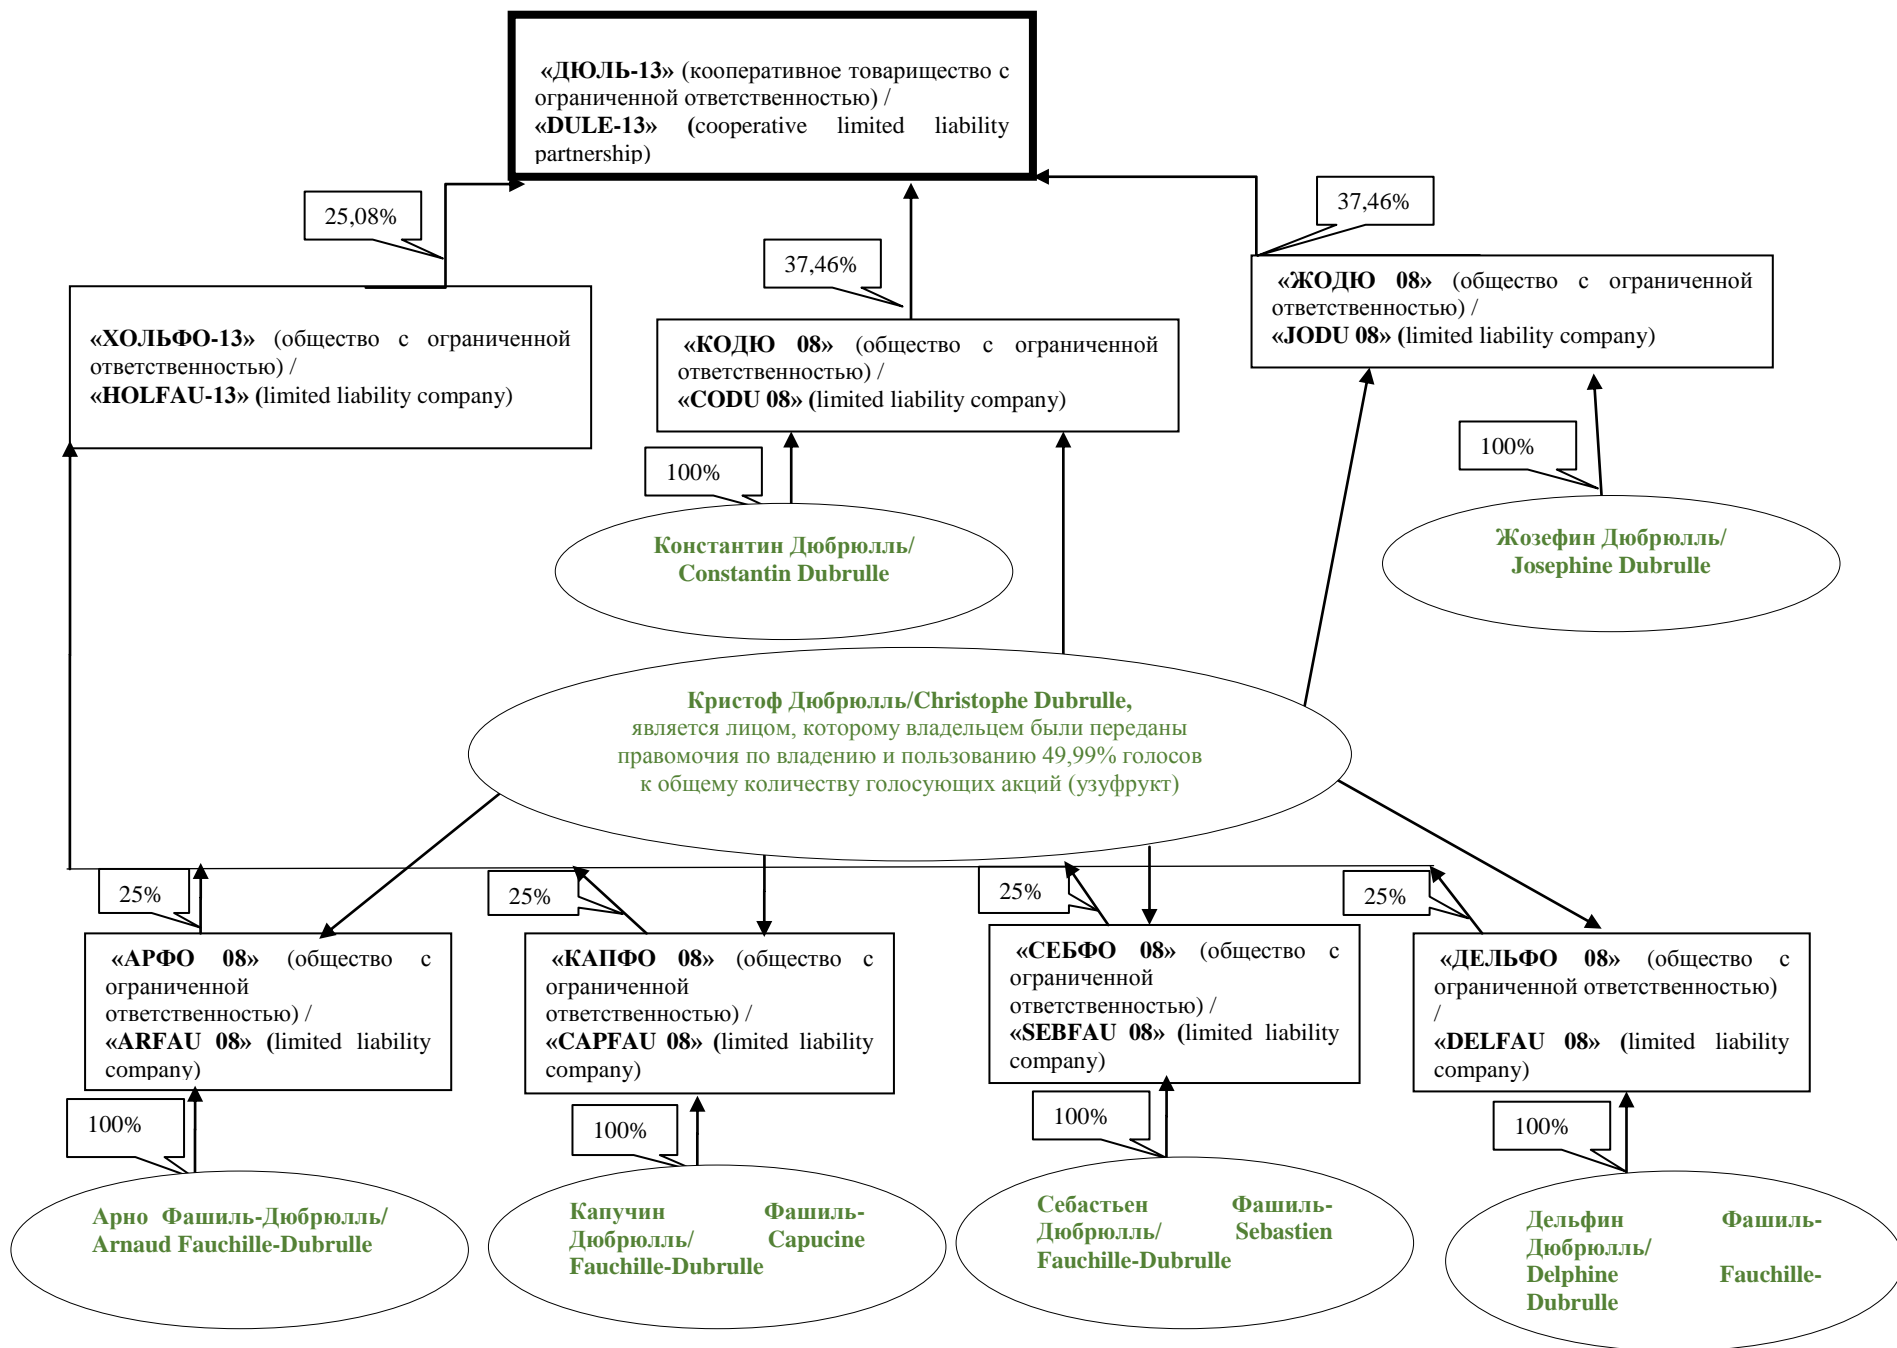 «ДЮЛЬ-13» (кооперативное товарищество с
ограниченной ответственностью) /
«DULE-13» (cooperative limited liability
partnership)
25,08%
37,46%
37,46%
«ХОЛЬФО-13» (общество с ограниченной
ответственностью) /
«HOLFAU-13» (limited liability company)
«КОДЮ 08» (общество с ограниченной
ответственностью) /
«CODU 08» (limited liability company)
«ЖОДЮ 08» (общество с ограниченной
ответственностью) /
«JODU 08» (limited liability company)
100%
100%
Константин Дюбрюлль/
Constantin Dubrulle
Жозефин Дюбрюлль/
Josephine Dubrulle
Кристоф Дюбрюлль/Christophe Dubrulle,
является лицом, которому владельцем были переданы
правомочия по владению и пользованию 49,99% голосов
к общему количеству голосующих акций (узуфрукт)
25%
25%
25%
25%
«АРФО 08» (общество с
ограниченной
ответственностью) /
«ARFAU 08» (limited liability
company)
«КАПФО 08» (общество с
ограниченной
ответственностью) /
«CAPFAU 08» (limited liability
company)
«СЕБФО 08» (общество с
ограниченной
ответственностью) /
«SEBFAU 08» (limited liability
company)
«ДЕЛЬФО 08» (общество с
ограниченной ответственностью)
/
«DELFAU 08» (limited liability
company)
100%
100%
100%
100%
Арно Фашиль-Дюбрюлль/
Arnaud Fauchille-Dubrulle
Капучин Фашиль-
Дюбрюлль/ Capucine
Fauchille-Dubrulle
Себастьен Фашиль-
Дюбрюлль/ Sebastien
Fauchille-Dubrulle
Дельфин Фашиль-
Дюбрюлль/
Delphine Fauchille-
Dubrulle